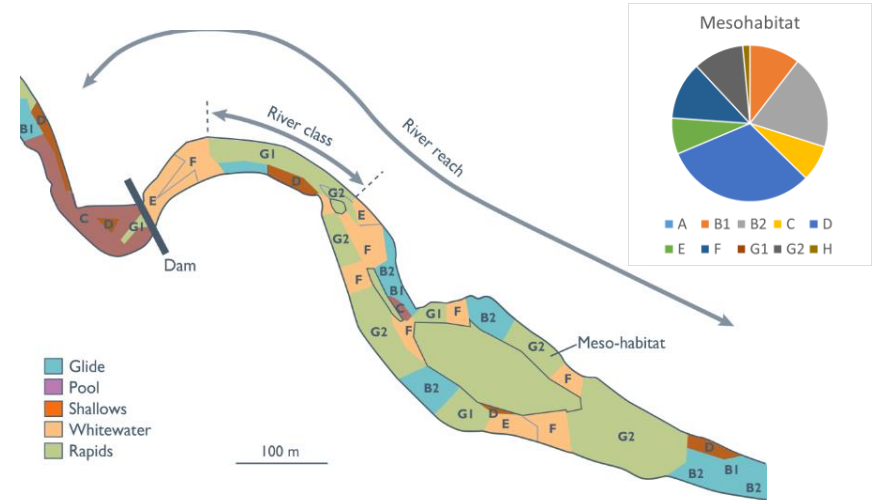 Mesohabitat
A B1 B2 C D
E F G1 G2 H
River class
River reach
B1
D
C
D
G1
E
F
Dam
G1
D
G2
E
G2
F
F
B2
B1
C
G1
F
B2
G2
F
G2
Meso-habitat
F
B2
G1
D
E
F
G2
D
B2
B1
B2
Glide
Pool
Shallows
Whitewater
Rapids
100 m